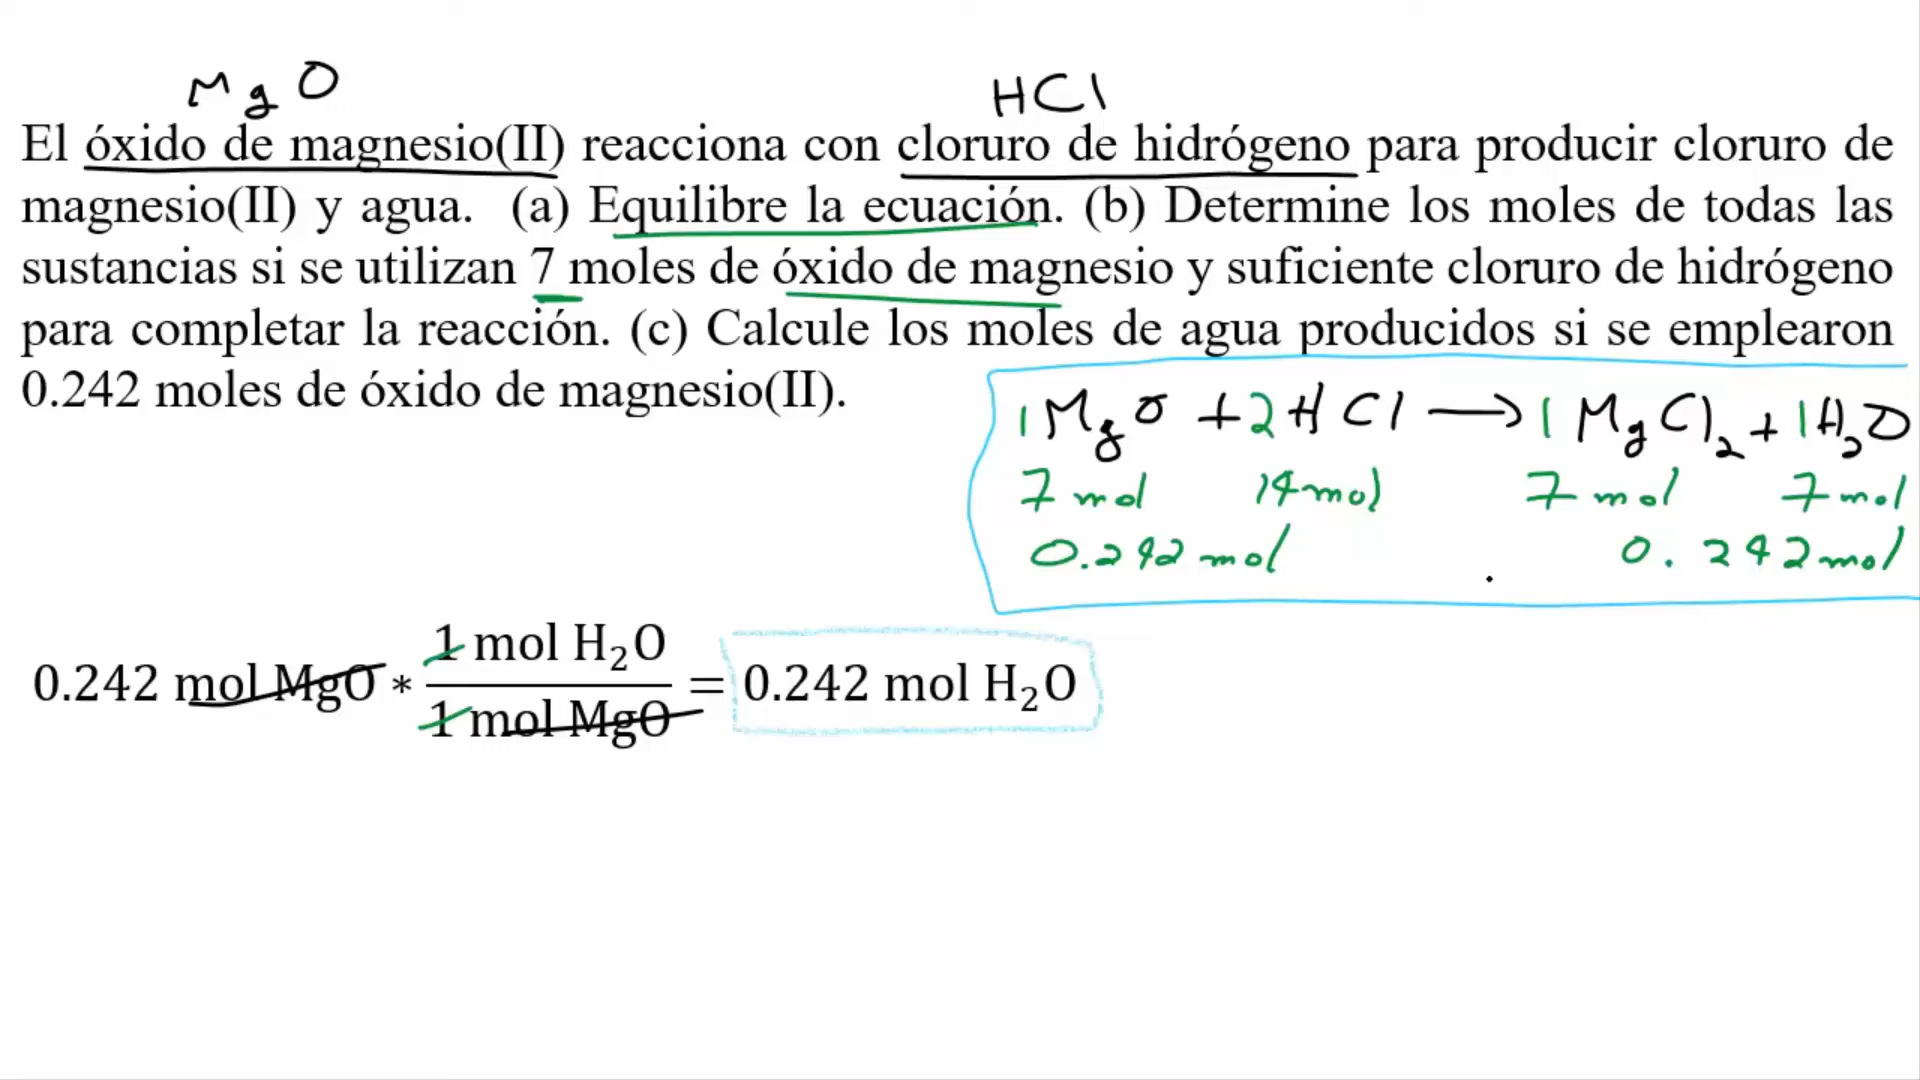 MgO HCl
El óxido de magnesio(II) reacciona con cloruro de hidrógeno para producir cloruro de
magnesio(II) y agua. (a) Equilibre la ecuación. (b) Determine los moles de todas las
sustancias si se utilizan 7 moles de óxido de magnesio y suficiente cloruro de hidrógeno
para completar la reacción. (c) Calcule los moles de agua producidos si se emplearon
0.242 moles de óxido de magnesio(II).
1MgO + 2HCl → 1MgCl₂ + 1H₂O
7 mol 14 mol 7 mol 7 mol
0.242 mol 0.242 mol
0.242 mol MgO * 1 mol H₂O / 1 mol MgO = 0.242 mol H₂O